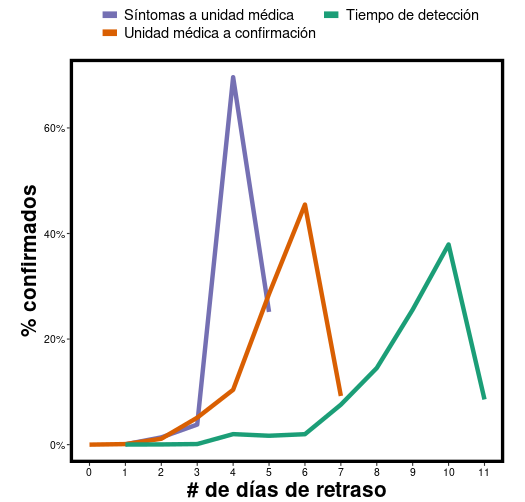 Síntomas a unidad médica
Tiempo de detección
Unidad médica a confirmación
60%
40%
20%
0%
% confirmados
0 1 2 3 4 5 6 7 8 9 10 11
# de días de retraso